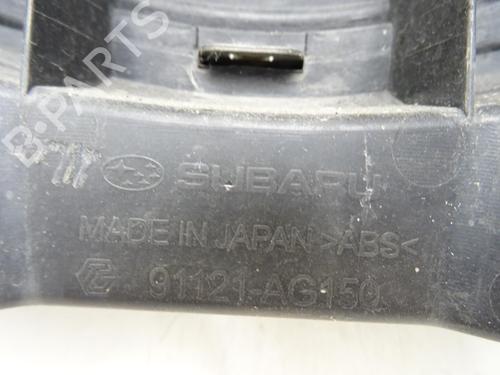 B-PARTS
SUBARU
MADE IN JAPAN >ABS<
91121-AG150